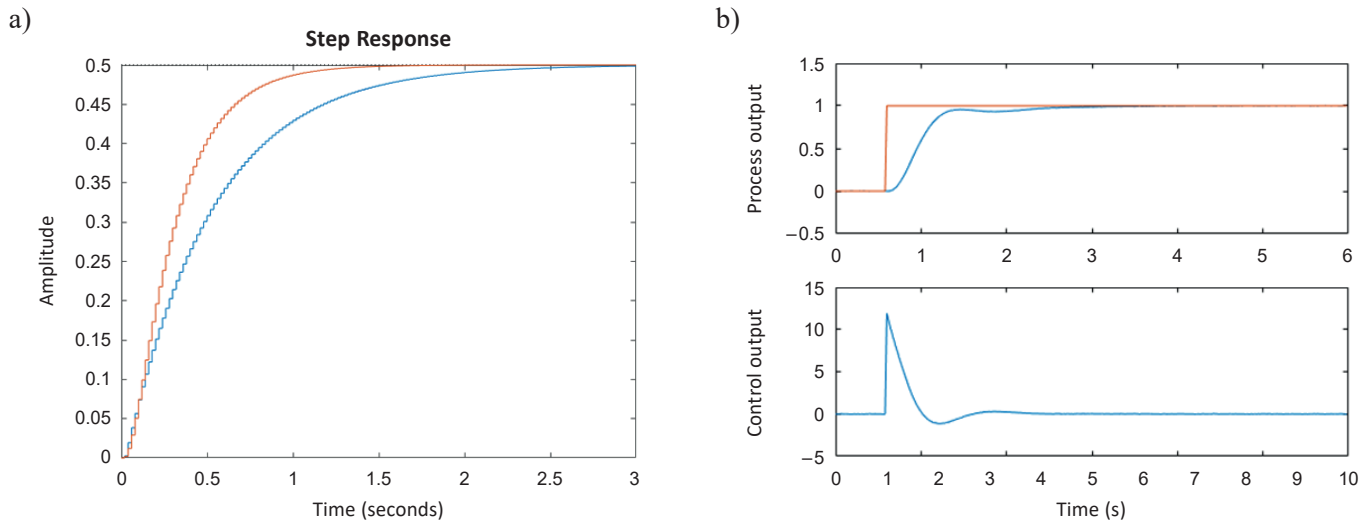 a)
Step Response
0.5
0.45
0.4
0.35
0.3
0.25
0.2
0.15
0.1
0.05
0
Amplitude
0 0.5 1 1.5 2 2.5 3
Time (seconds)
b)
1.5
1
0.5
0
−0.5
Process output
0 1 2 3 4 5 6
15
10
5
0
−5
Control output
0 1 2 3 4 5 6 7 8 9 10
Time (s)